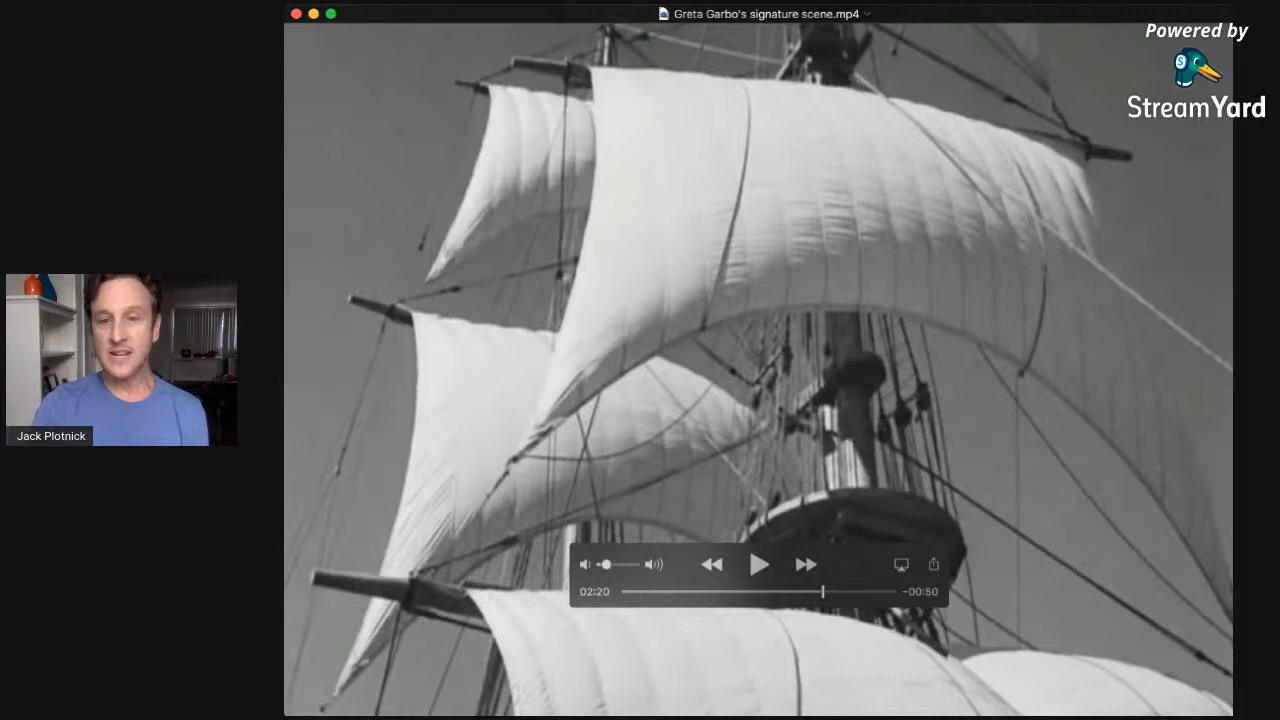 Greta Garbo's signature scene.mp4
Powered by
StreamYard
Jack Plotnick
02:20
-00:50